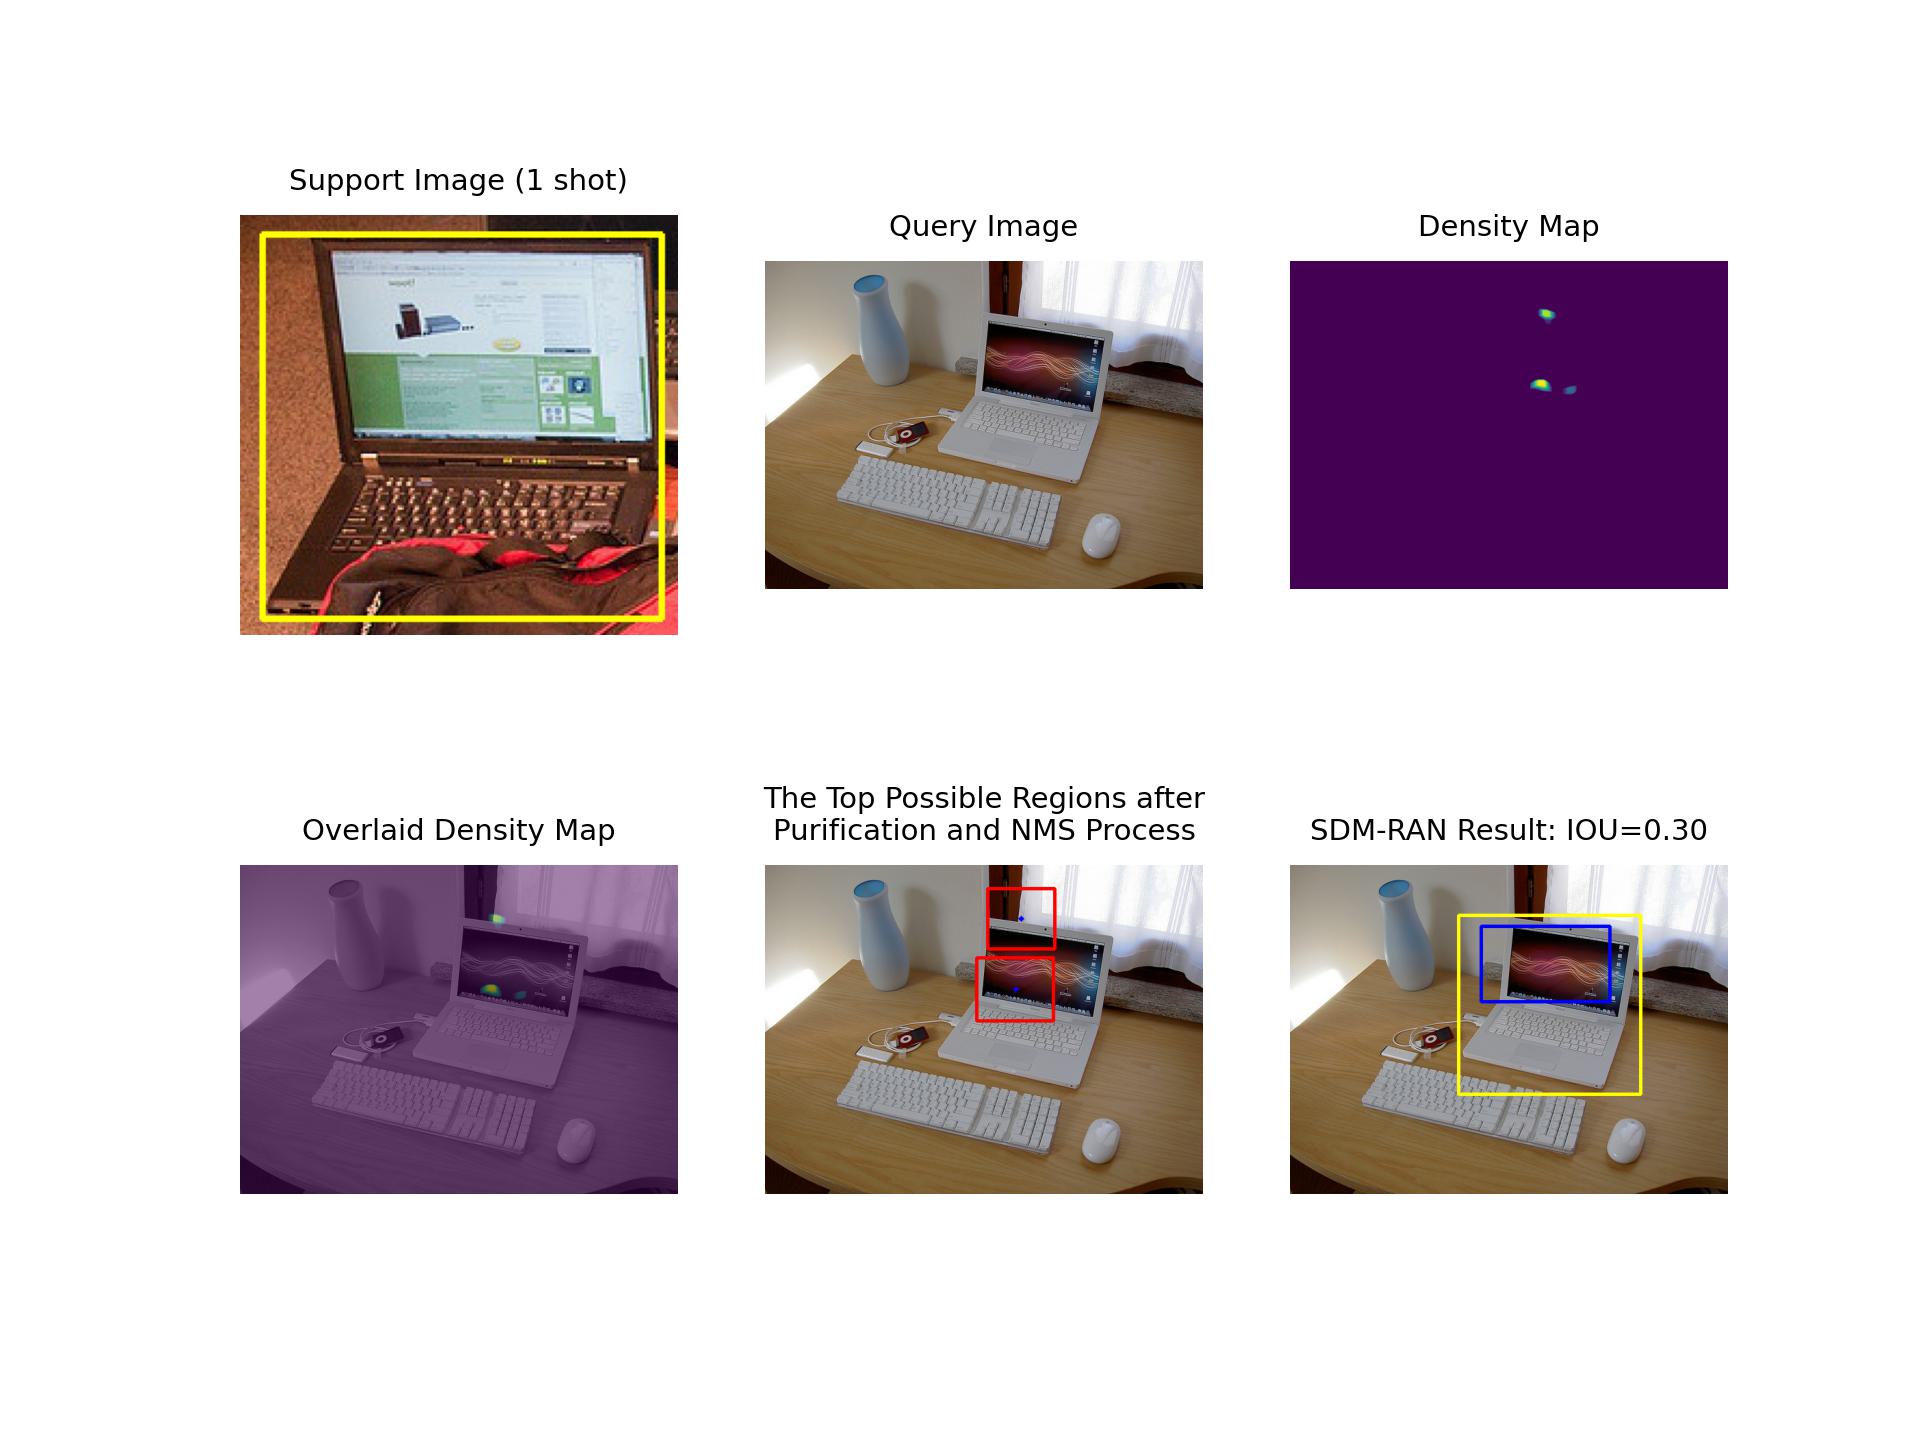 Support Image (1 shot)
Query Image
Density Map
woot!
Overlaid Density Map
The Top Possible Regions after
Purification and NMS Process
SDM-RAN Result: IOU=0.30